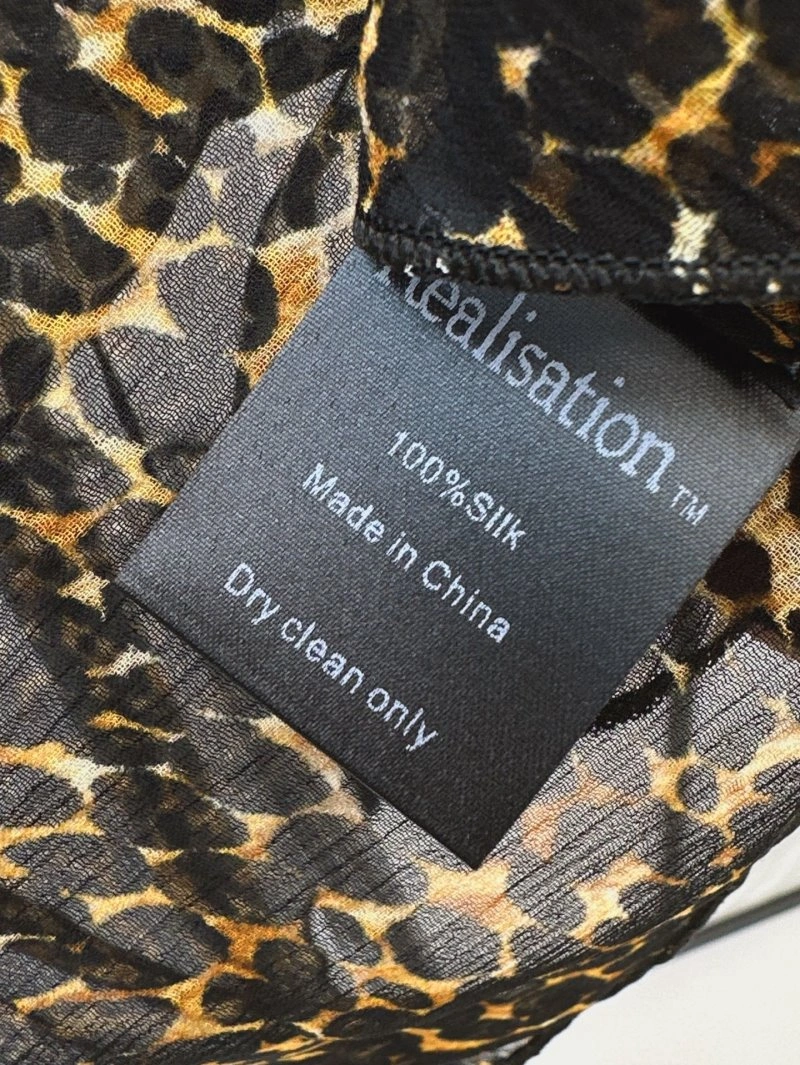 Realisation™
100%Silk
Made in China
Dry clean only